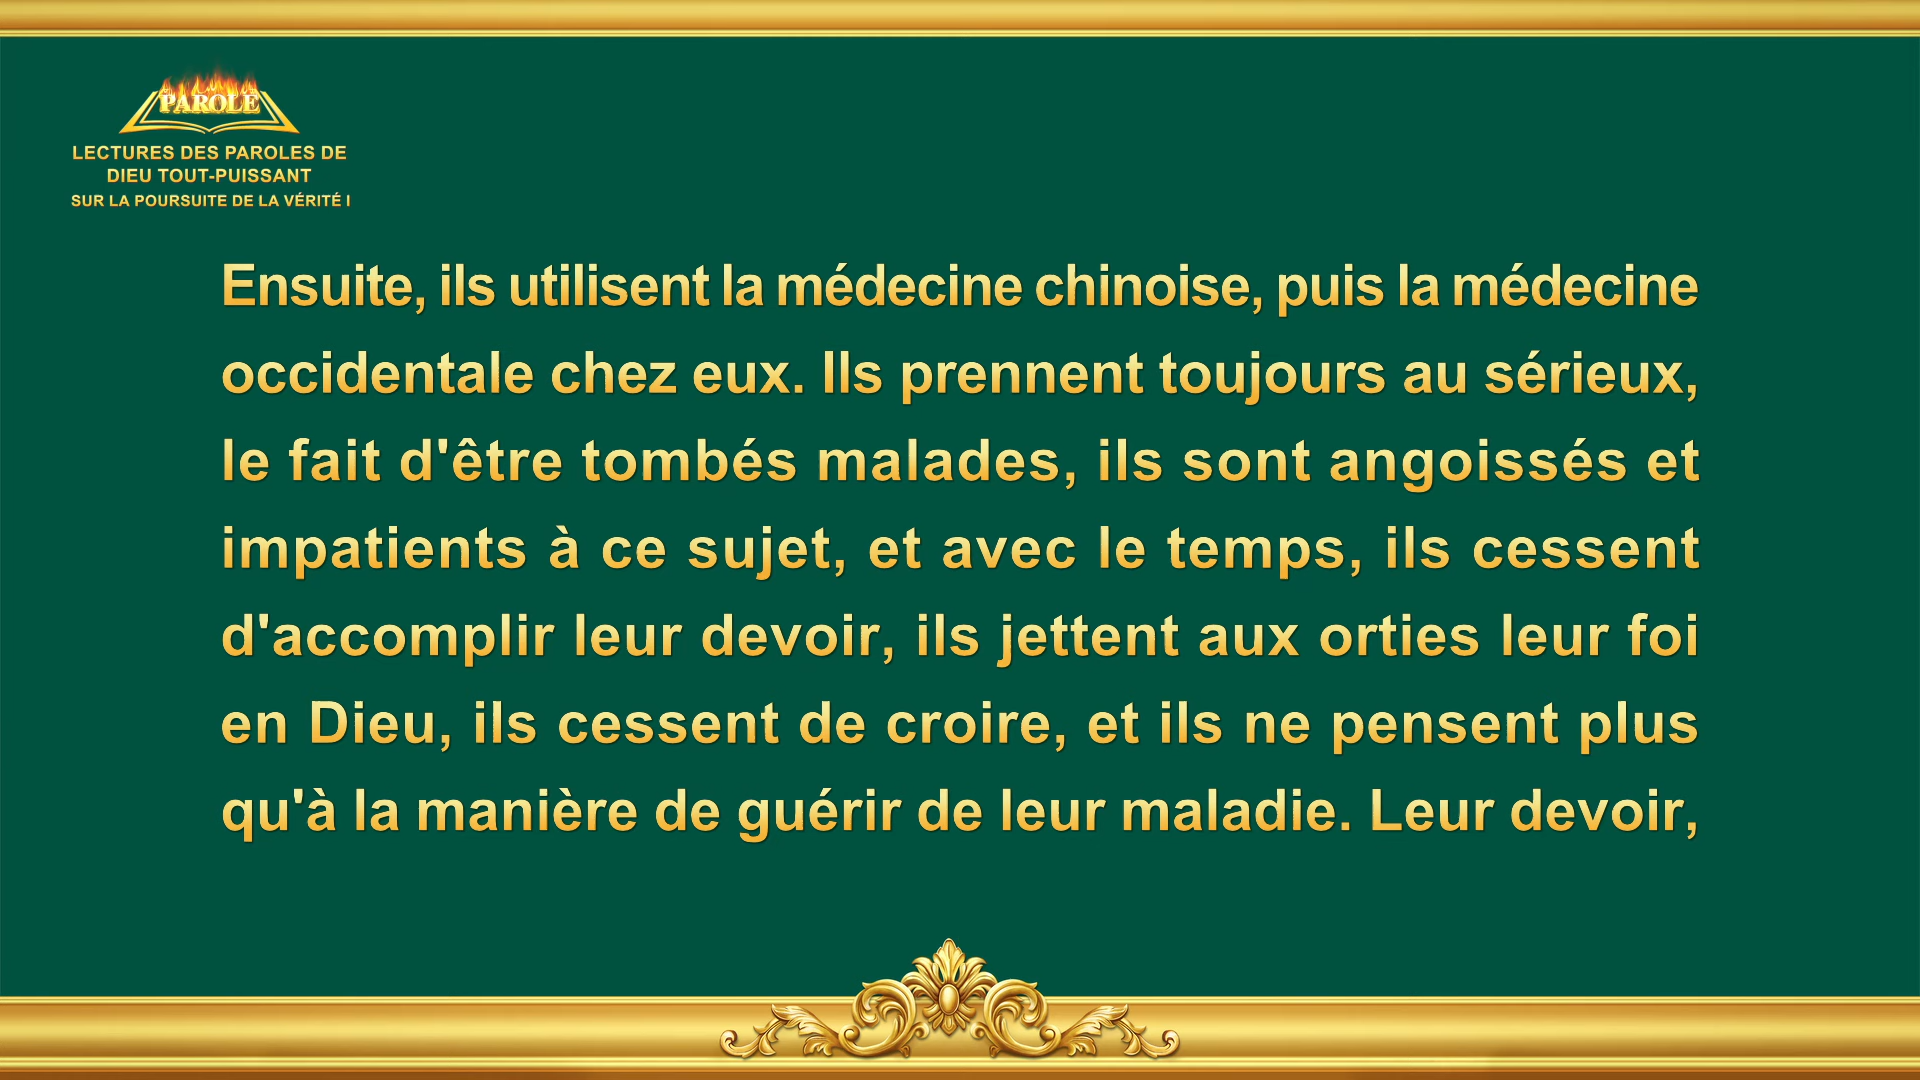 PAROLE
LECTURES DES PAROLES DE
DIEU TOUT-PUISSANT
SUR LA POURSUITE DE LA VÉRITÉ I
Ensuite, ils utilisent la médecine chinoise, puis la médecine
occidentale chez eux. Ils prennent toujours au sérieux,
le fait d'être tombés malades, ils sont angoissés et
impatients à ce sujet, et avec le temps, ils cessent
d'accomplir leur devoir, ils jettent aux orties leur foi
en Dieu, ils cessent de croire, et ils ne pensent plus
qu'à la manière de guérir de leur maladie. Leur devoir,